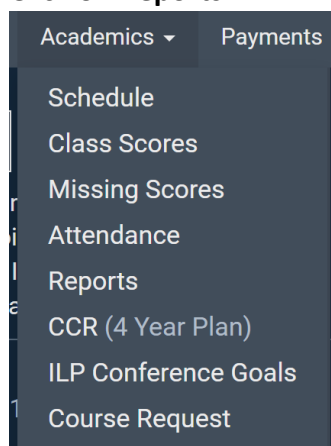 Academics Payments
Schedule
Class Scores
Missing Scores
Attendance
Reports
CCR (4 Year Plan)
ILP Conference Goals
Course Request